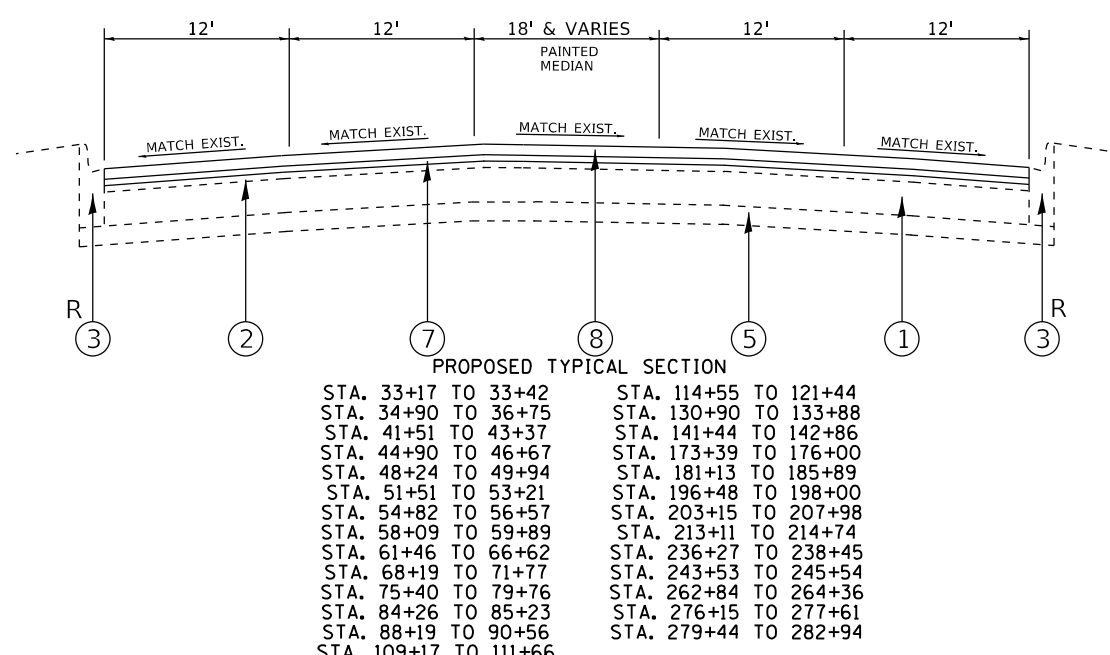 12' 12' 18' & VARIES 12' 12'
PAINTED
MEDIAN
MATCH EXIST. MATCH EXIST. MATCH EXIST. MATCH EXIST. MATCH EXIST.
R R
3 2 7 8 5 1 3
PROPOSED TYPICAL SECTION
STA. 33+17 TO 33+42 STA. 114+55 TO 121+44
STA. 34+90 TO 36+75 STA. 130+90 TO 133+88
STA. 41+51 TO 43+37 STA. 141+44 TO 142+86
STA. 44+90 TO 46+67 STA. 173+39 TO 176+00
STA. 48+24 TO 49+94 STA. 181+13 TO 185+89
STA. 51+51 TO 53+21 STA. 196+48 TO 198+00
STA. 54+82 TO 56+57 STA. 203+15 TO 207+98
STA. 58+09 TO 59+89 STA. 213+11 TO 214+74
STA. 61+46 TO 66+62 STA. 236+27 TO 238+45
STA. 68+19 TO 71+77 STA. 243+53 TO 245+54
STA. 75+40 TO 79+76 STA. 262+84 TO 264+36
STA. 84+26 TO 85+23 STA. 276+15 TO 277+61
STA. 88+19 TO 90+56 STA. 279+44 TO 282+94
STA. 109+17 TO 111+66